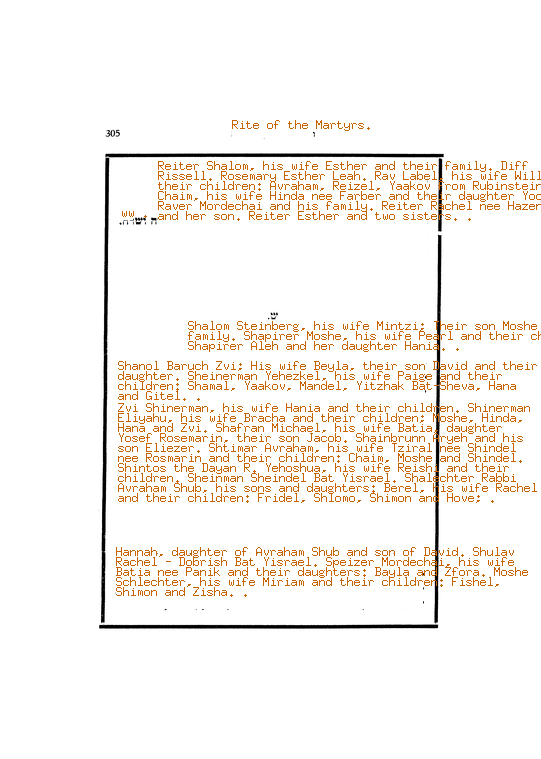 Rite of the Martyrs.
305
Reiter Shalom, his wife Esther and their family. Diff
Rissell. Rosemary Esther Leah. Rav Label, his wife Will
their children: Avraham, Reizel, Yaakov from Rubinstein
Chaim, his wife Hinda nee Farber and their daughter Yoc
Raver Mordechai and his family. Reiter Rachel nee Hazer
and her son. Reiter Esther and two sisters. .
Shalom Steinberg, his wife Mintzi; Their son Moshe
family. Shapirer Moshe, his wife Pearl and their ch
Shapirer Aleh and her daughter Hania. .
Shanol Baruch Zvi; His wife Beyla, their son David and their
daughter. Sheinerman Yehezkel, his wife Paige and their
children: Shamal, Yaakov, Mandel, Yitzhak Bat-Sheva, Hana
and Gitel. .
Zvi Shinerman, his wife Hania and their children. Shinerman
Eliyahu, his wife Bracha and their children: Moshe, Hinda,
Hana and Zvi. Shafran Michael, his wife Batia, daughter
Yosef Rosemarin, their son Jacob. Shainbrunn Aryeh and his
son Eliezer. Shtimar Avraham, his wife Tziral nee Shindel
nee Rosmarin and their children: Chaim, Moshe and Shindel.
Shintos the Dayan R. Yehoshua, his wife Reishi and their
children. Sheinman Sheindel Bat Yisrael. Shalechter Rabbi
Avraham Shub, his sons and daughters: Berel, his wife Rachel
and their children: Fridel, Shlomo, Shimon and Hove; .
Hannah, daughter of Avraham Shub and son of David. Shulav
Rachel - Dobrish Bat Yisrael. Speizer Mordechai, his wife
Batia nee Panik and their daughters: Bayla and Zfora. Moshe
Schlechter, his wife Miriam and their children: Fishel,
Shimon and Zisha. .